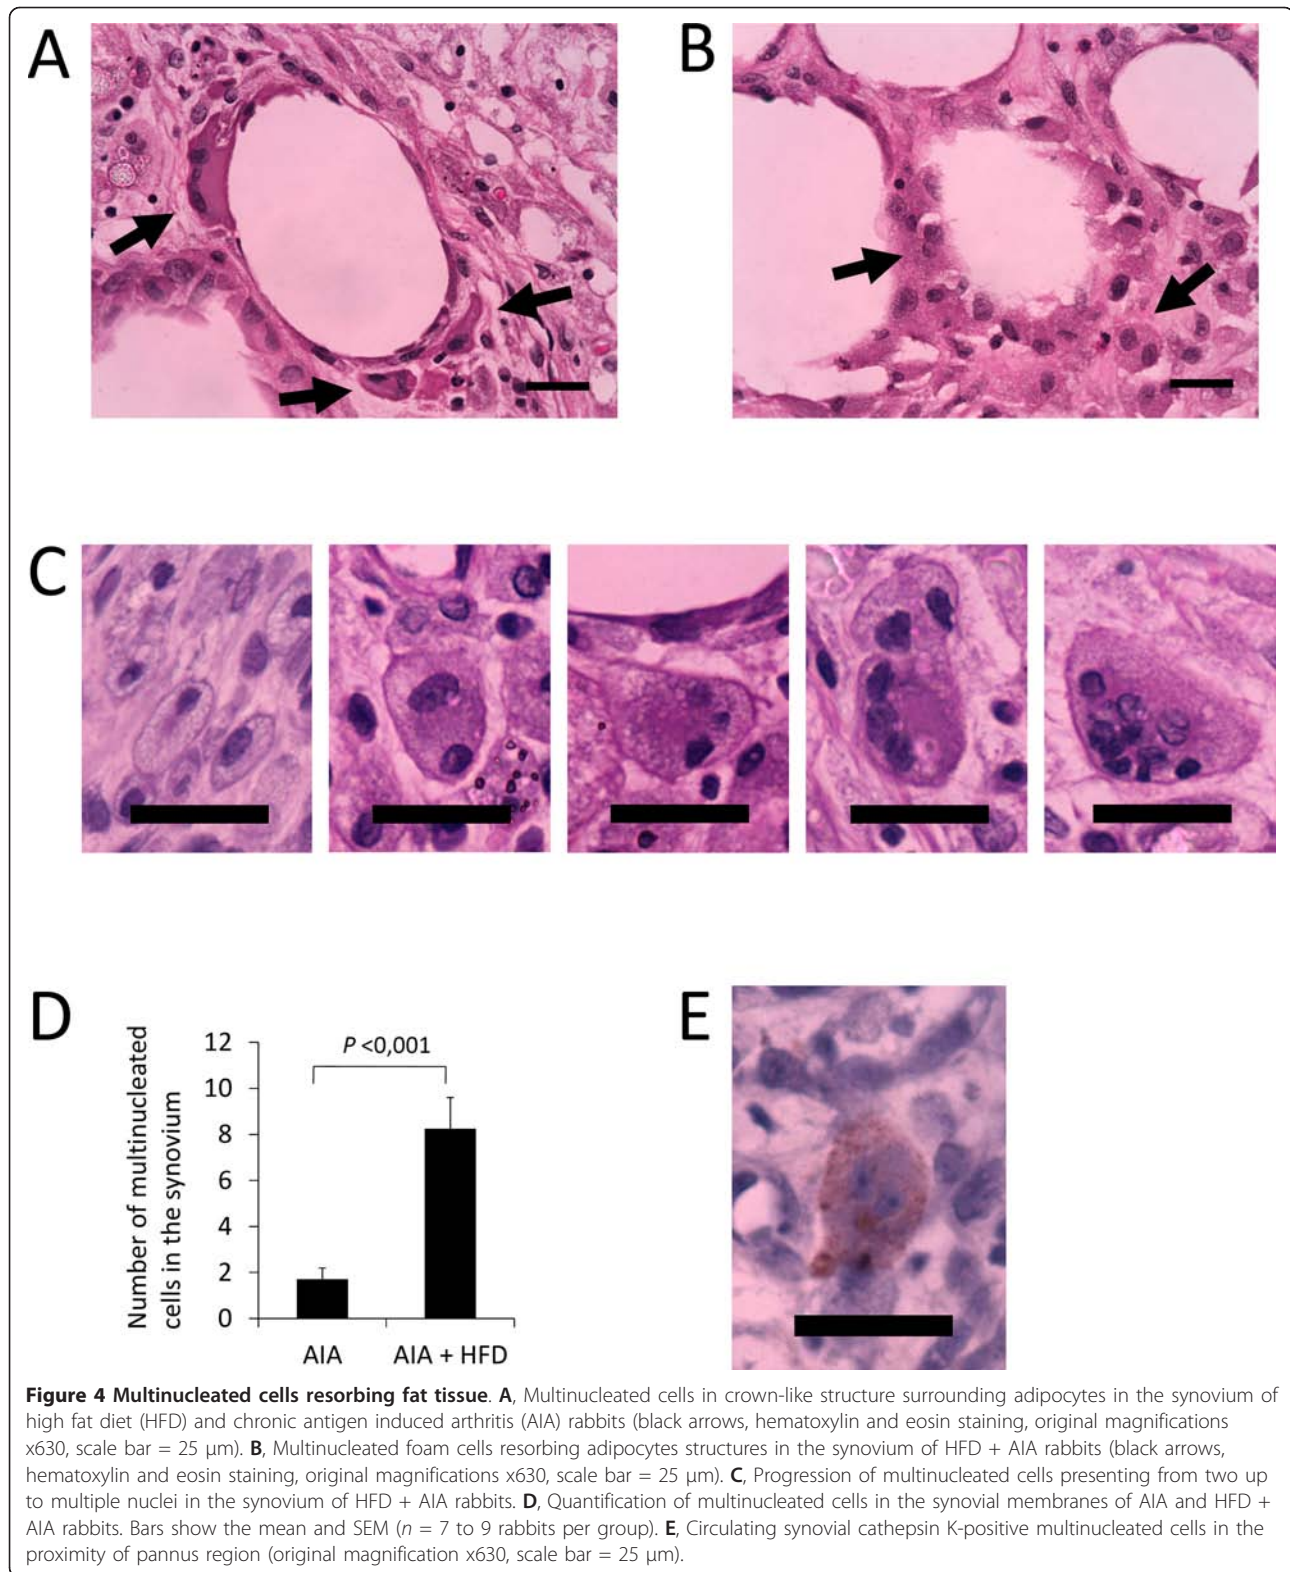 A
B
C
D
Number of multinucleated
cells in the synovium
12
10
8
6
4
2
0
P <0,001
AIA
AIA + HFD
E
Figure 4 Multinucleated cells resorbing fat tissue. A, Multinucleated cells in crown-like structure surrounding adipocytes in the synovium of
high fat diet (HFD) and chronic antigen induced arthritis (AIA) rabbits (black arrows, hematoxylin and eosin staining, original magnifications
x630, scale bar = 25 μm). B, Multinucleated foam cells resorbing adipocytes structures in the synovium of HFD + AIA rabbits (black arrows,
hematoxylin and eosin staining, original magnifications x630, scale bar = 25 μm). C, Progression of multinucleated cells presenting from two up
to multiple nuclei in the synovium of HFD + AIA rabbits. D, Quantification of multinucleated cells in the synovial membranes of AIA and HFD +
AIA rabbits. Bars show the mean and SEM (n = 7 to 9 rabbits per group). E, Circulating synovial cathepsin K-positive multinucleated cells in the
proximity of pannus region (original magnification x630, scale bar = 25 μm).